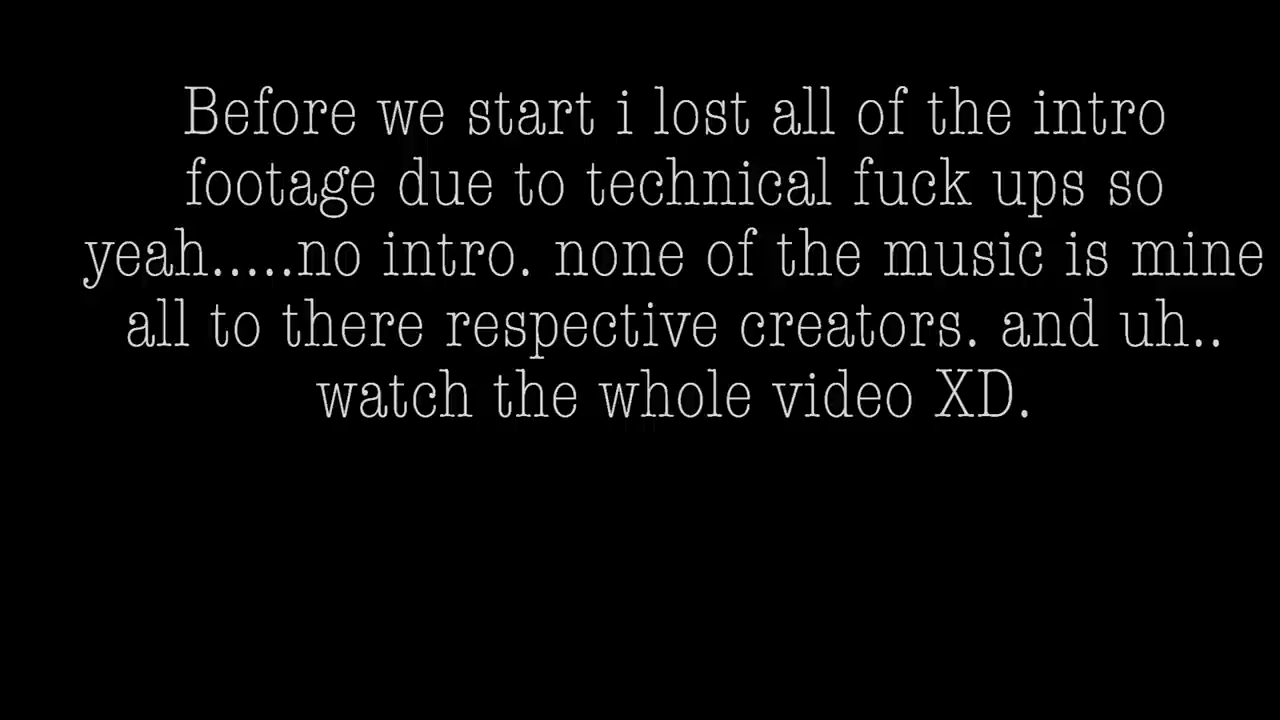 Before we start i lost all of the intro
footage due to technical fuck ups so
yeah.....no intro. none of the music is mine
all to there respective creators. and uh..
watch the whole video XD.